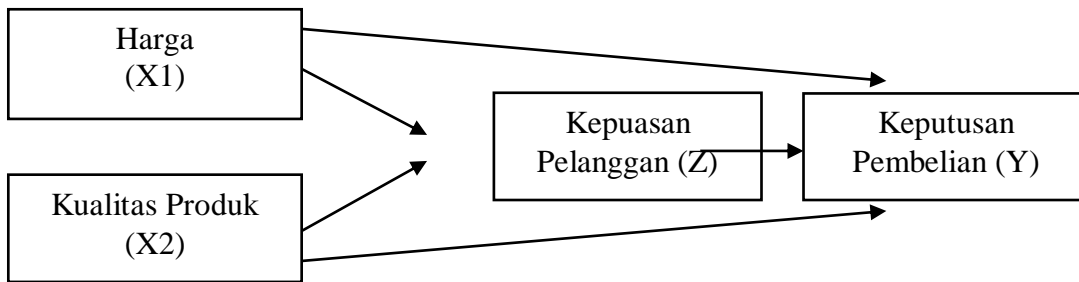 Harga
(X1)
Kepuasan
Pelanggan (Z)
Keputusan
Pembelian (Y)
Kualitas Produk
(X2)